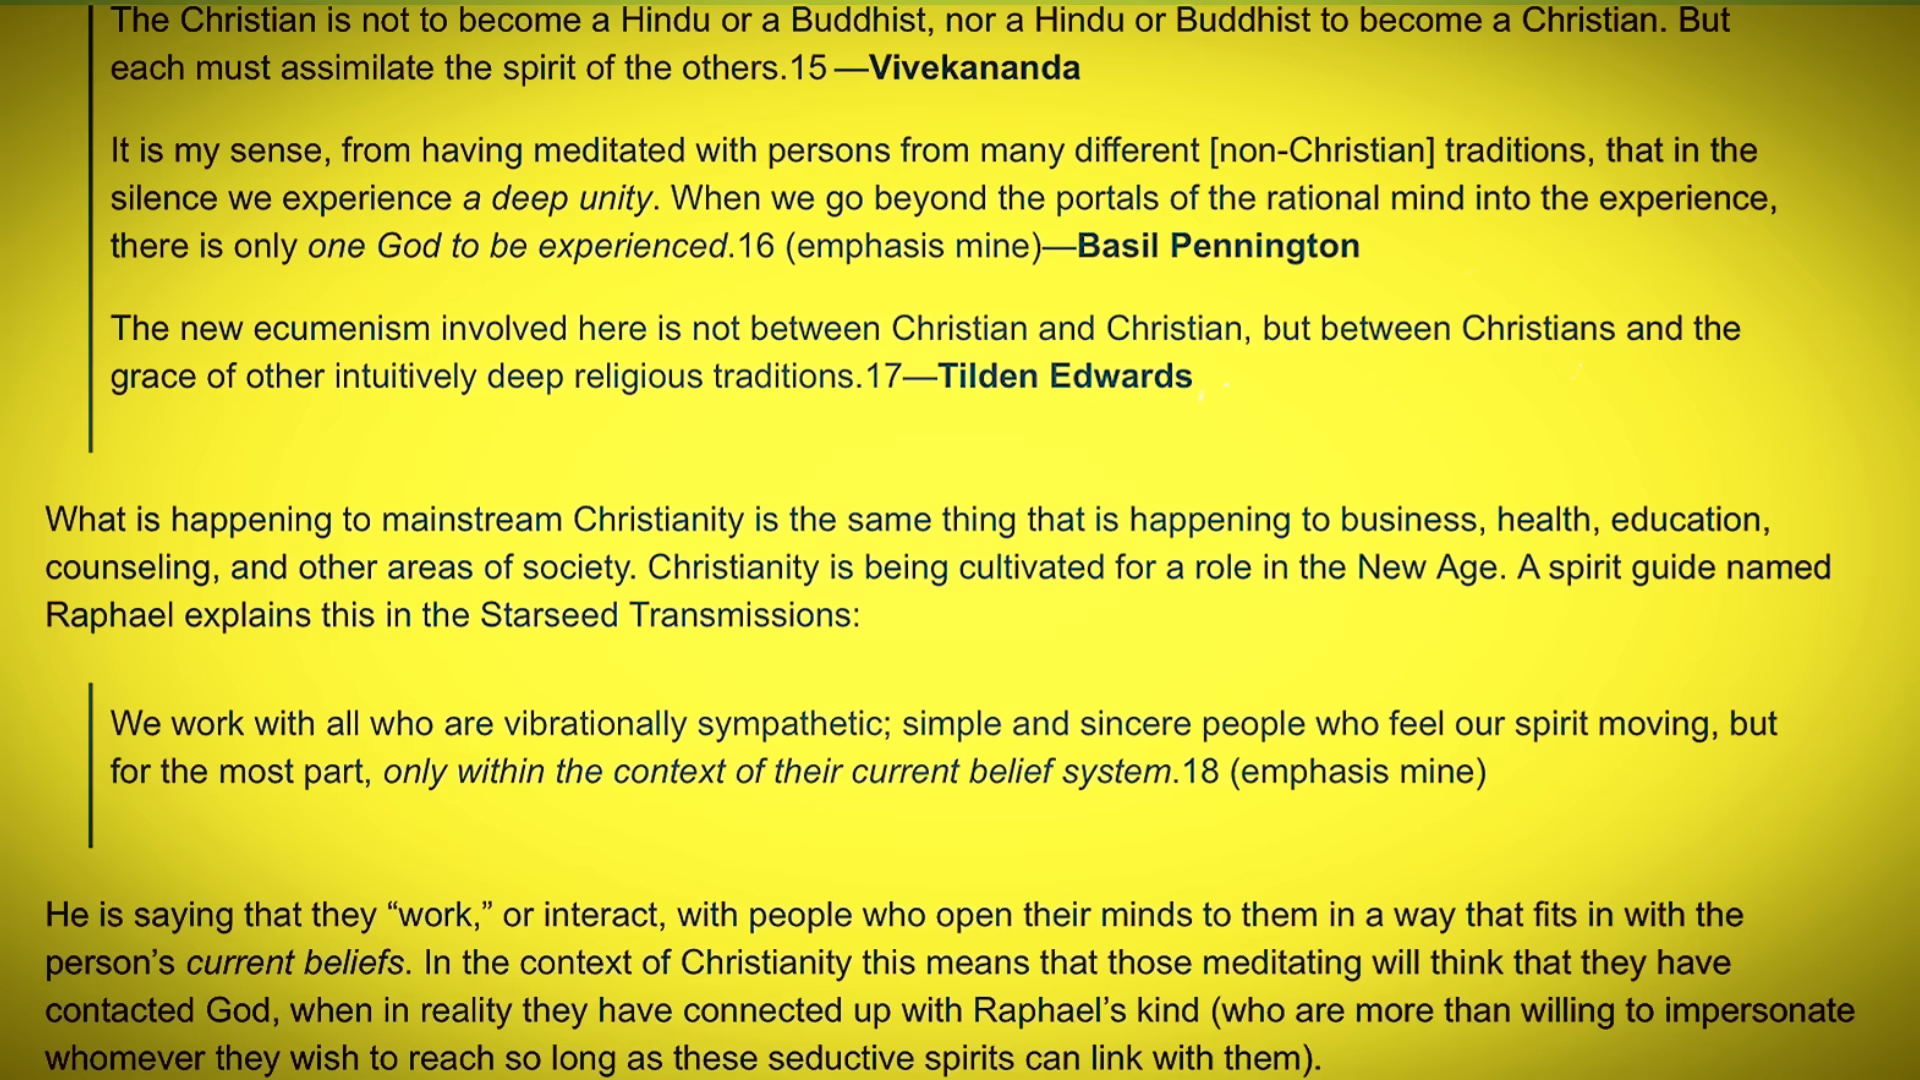 The Christian is not to become a Hindu or a Buddhist, nor a Hindu or Buddhist to become a Christian. But
each must assimilate the spirit of the others.15 —Vivekananda
It is my sense, from having meditated with persons from many different [non-Christian] traditions, that in the
silence we experience a deep unity. When we go beyond the portals of the rational mind into the experience,
there is only one God to be experienced.16 (emphasis mine)—Basil Pennington
The new ecumenism involved here is not between Christian and Christian, but between Christians and the
grace of other intuitively deep religious traditions.17—Tilden Edwards
What is happening to mainstream Christianity is the same thing that is happening to business, health, education,
counseling, and other areas of society. Christianity is being cultivated for a role in the New Age. A spirit guide named
Raphael explains this in the Starseed Transmissions:
We work with all who are vibrationally sympathetic; simple and sincere people who feel our spirit moving, but
for the most part, only within the context of their current belief system.18 (emphasis mine)
He is saying that they “work,” or interact, with people who open their minds to them in a way that fits in with the
person’s current beliefs. In the context of Christianity this means that those meditating will think that they have
contacted God, when in reality they have connected up with Raphael’s kind (who are more than willing to impersonate
whomever they wish to reach so long as these seductive spirits can link with them).